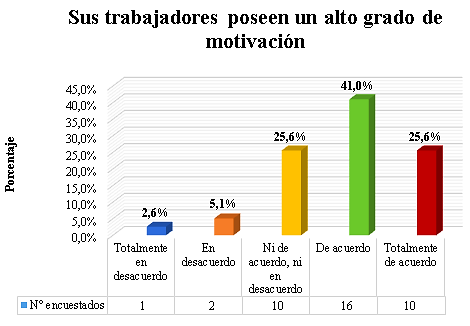 Sus trabajadores poseen un alto grado de
motivación
Porcentaje
45,0%
40,0%
35,0%
30,0%
25,0%
20,0%
15,0%
10,0%
5,0%
0,0%
2,6%
5,1%
25,6%
41,0%
25,6%
Totalmente
en
desacuerdo
En
desacuerdo
Ni de
acuerdo, ni
en
desacuerdo
De acuerdo
Totalmente
de acuerdo
N° encuestados 1 2 10 16 10